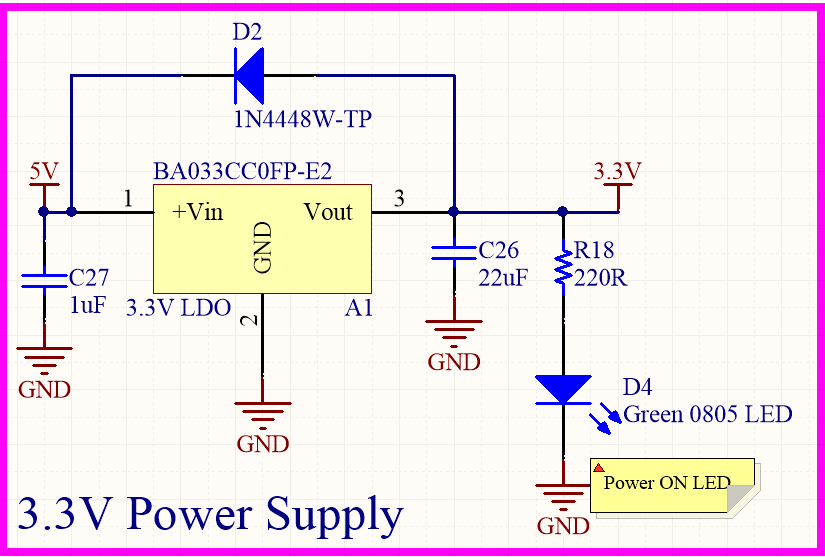 D2
1N4448W-TP
5V
BA033CC0FP-E2
3.3V
1
+Vin
Vout
3
GND
C27
1uF
C26
22uF
R18
220R
3.3V LDO
A1
2
GND
GND
GND
D4
Green 0805 LED
Power ON LED
GND
3.3V Power Supply